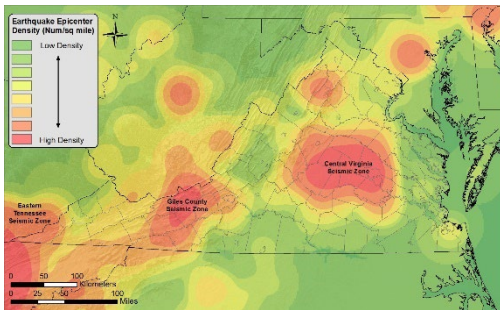 Earthquake Epicenter
Density (Num/sq mile)
Low Density
High Density
N
Central Virginia
Seismic Zone
Giles County
Seismic Zone
Eastern
Tennessee
Seismic Zone
0 50 100
Kilometers
0 25 50 100
Miles